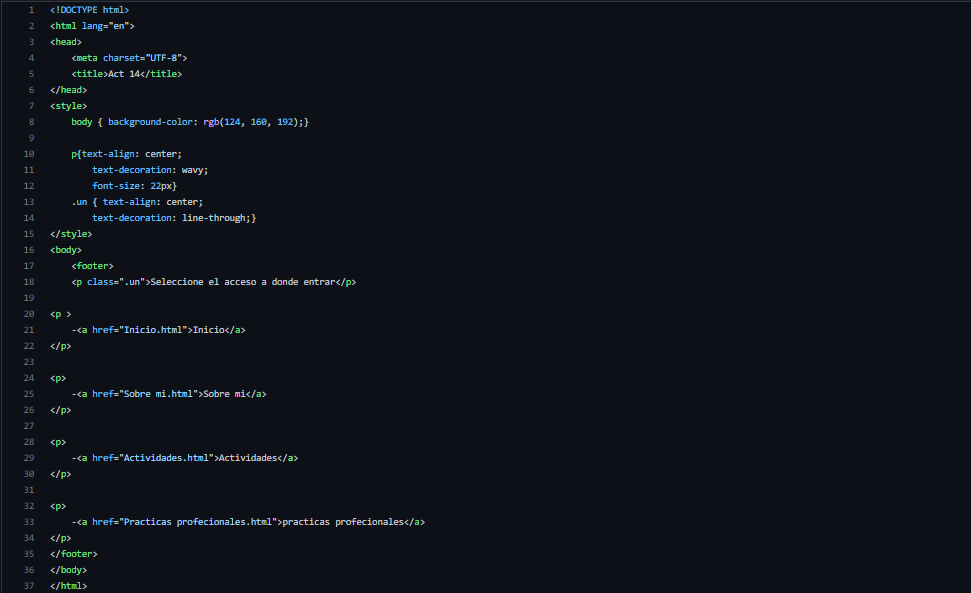 1 <!DOCTYPE html>
2 <html lang="en">
3 <head>
4     <meta charset="UTF-8">
5     <title>Act 14</title>
6 </head>
7 <style>
8     body { background-color: rgb(124, 160, 192);}
9
10     p{text-align: center;
11         text-decoration: wavy;
12         font-size: 22px}
13     .un { text-align: center;
14         text-decoration: line-through;}
15 </style>
16 <body>
17     <footer>
18     <p class=".un">Seleccione el acceso a donde entrar</p>
19
20 <p >
21     -<a href="Inicio.html">Inicio</a>
22 </p>
23
24 <p>
25     -<a href="Sobre mi.html">Sobre mi</a>
26 </p>
27
28 <p>
29     -<a href="Actividades.html">Actividades</a>
30 </p>
31
32 <p>
33     -<a href="Practicas profecionales.html">practicas profecionales</a>
34 </p>
35 </footer>
36 </body>
37 </html>